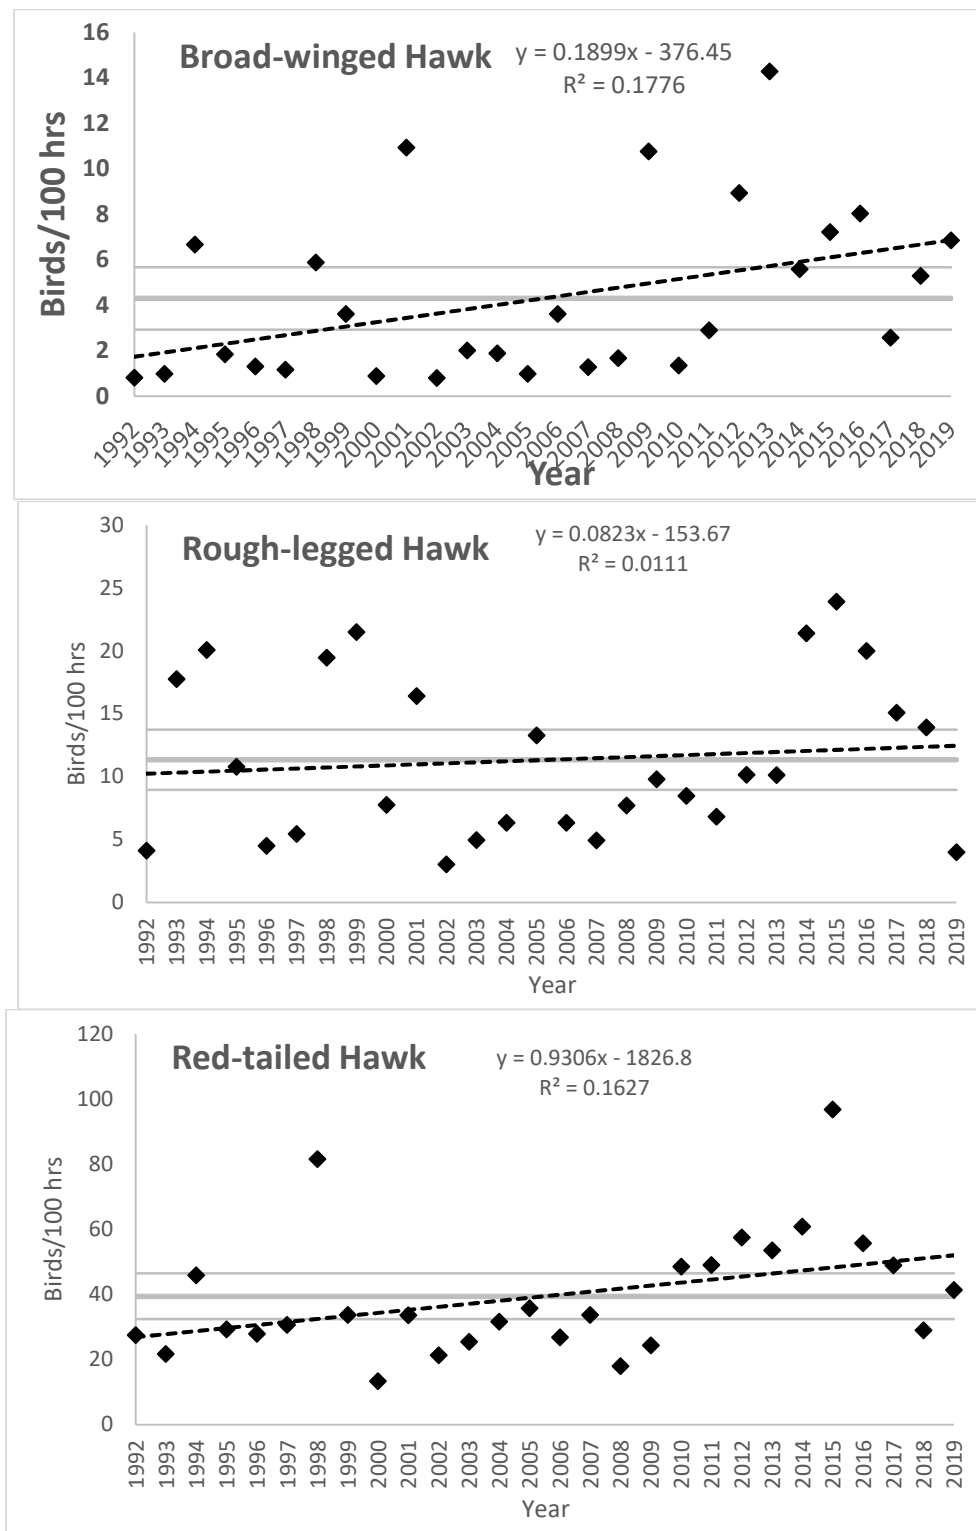 Broad-winged Hawk
y = 0.1899x - 376.45
R² = 0.1776
Birds/100 hrs
16
14
12
10
8
6
4
2
0
1992 1993 1994 1995 1996 1997 1998 1999 2000 2001 2002 2003 2004 2005 2006 2007 2008 2009 2010 2011 2012 2013 2014 2015 2016 2017 2018 2019
Year
Rough-legged Hawk
y = 0.0823x - 153.67
R² = 0.0111
Birds/100 hrs
30
25
20
15
10
5
0
1992 1993 1994 1995 1996 1997 1998 1999 2000 2001 2002 2003 2004 2005 2006 2007 2008 2009 2010 2011 2012 2013 2014 2015 2016 2017 2018 2019
Year
Red-tailed Hawk
y = 0.9306x - 1826.8
R² = 0.1627
Birds/100 hrs
120
100
80
60
40
20
0
1992 1993 1994 1995 1996 1997 1998 1999 2000 2001 2002 2003 2004 2005 2006 2007 2008 2009 2010 2011 2012 2013 2014 2015 2016 2017 2018 2019
Year